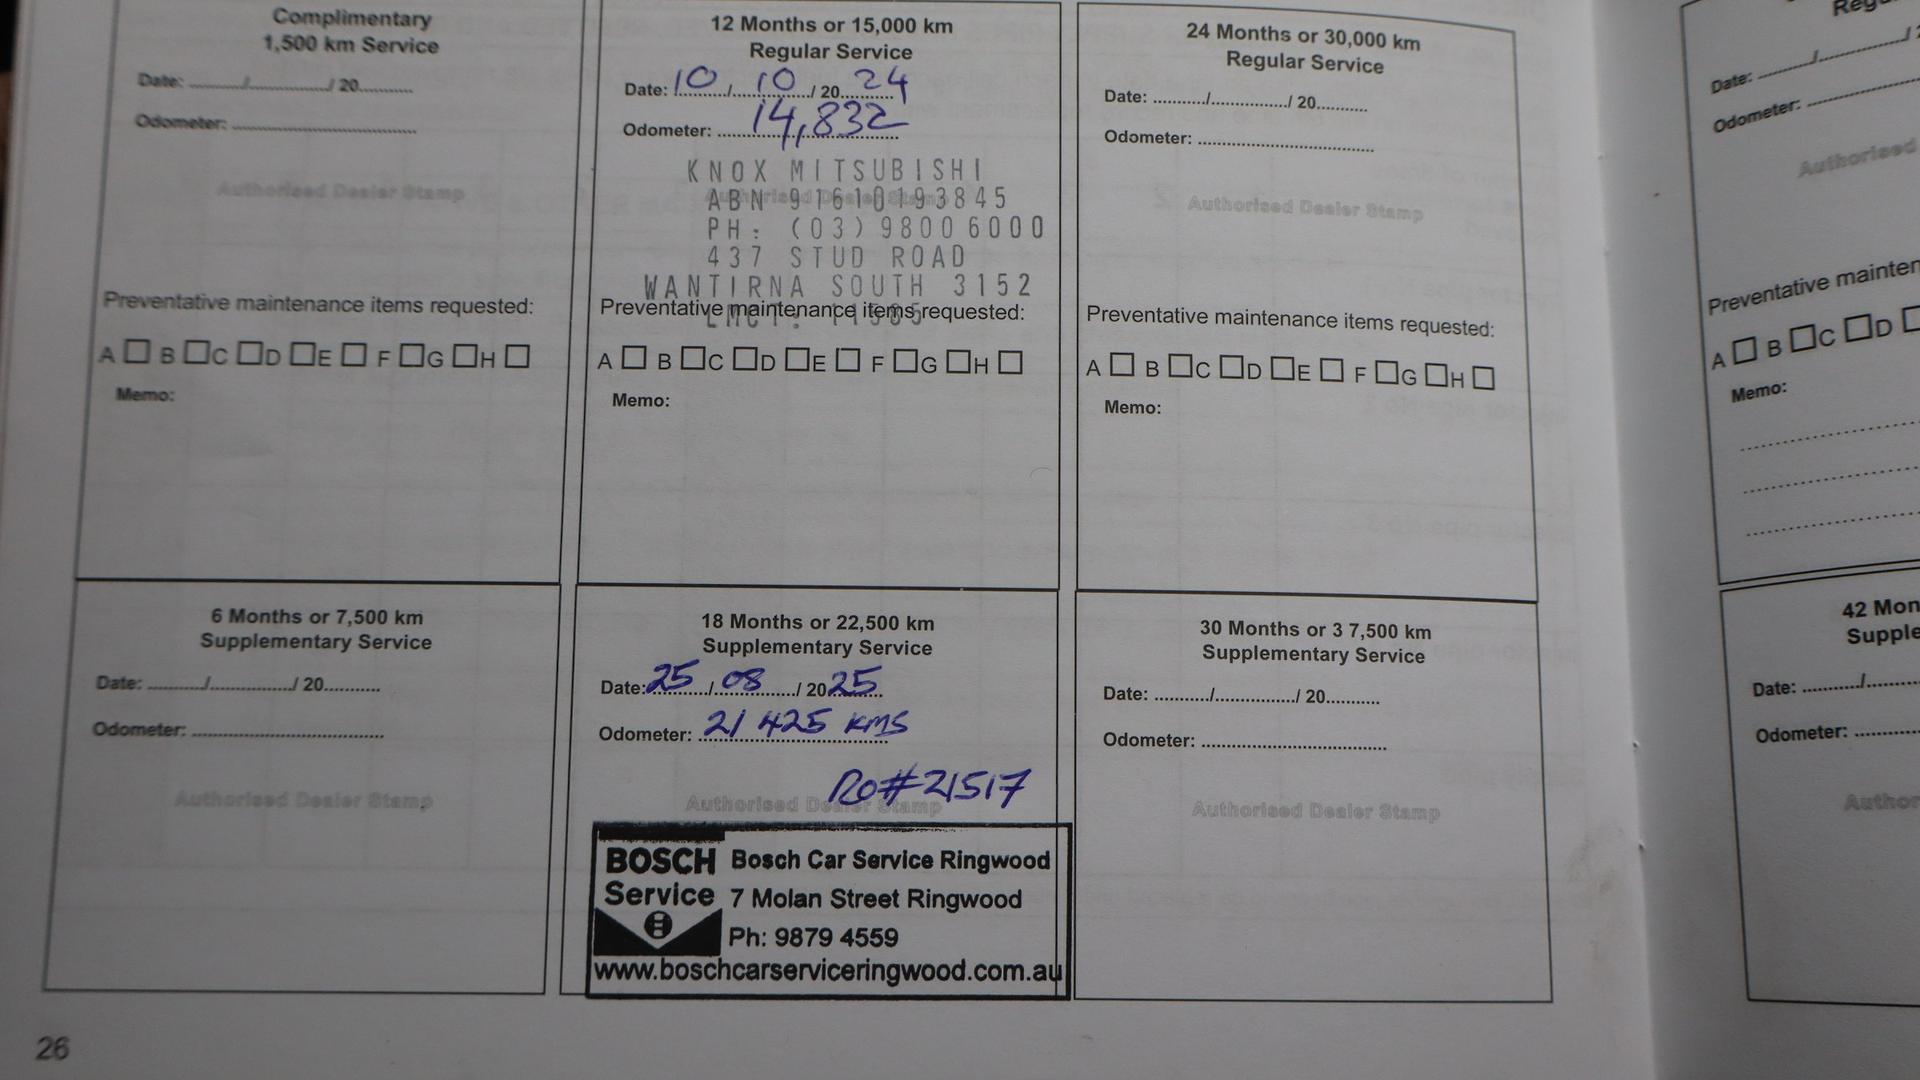 Complimentary
1,500 km Service
Date: ........../................/ 20...........
Odometer: .....................................
Authorised Dealer Stamp
Preventative maintenance items requested:
A B C D E F G H
Memo:
12 Months or 15,000 km
Regular Service
Date: 10 / 10 / 20 24
Odometer: 14,832
KNOX MITSUBISHI
Authorised Dealer Stamp
ABN 91610193845
PH: (03) 9800 6000
437 STUD ROAD
WANTIRNA SOUTH 3152
Preventative maintenance items requested:
A B C D E F G H
Memo:
24 Months or 30,000 km
Regular Service
Date: ........../................/ 20...........
Odometer: .....................................
Authorised Dealer Stamp
Preventative maintenance items requested:
A B C D E F G H
Memo:
6 Months or 7,500 km
Supplementary Service
Date: ........../................/ 20...........
Odometer: .....................................
Authorised Dealer Stamp
18 Months or 22,500 km
Supplementary Service
Date: 25 / 08 / 20 25
Odometer: 21 425 KMS
RO#21517
Authorised Dealer Stamp
BOSCH
Service
Bosch Car Service Ringwood
7 Molan Street Ringwood
Ph: 9879 4559
www.boschcarserviceringwood.com.au
30 Months or 3 7,500 km
Supplementary Service
Date: ........../................/ 20...........
Odometer: .....................................
Authorised Dealer Stamp
Date:
Odometer:
Authorised
Preventative
A B C D
Memo:
42
Date:
Odometer:
26